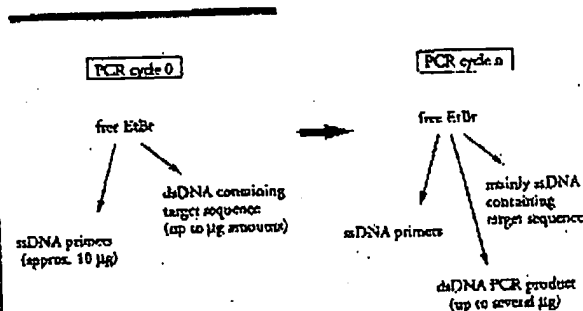 PCR cycle 0
free EtBr
dsDNA containing
target sequence
(up to µg amounts)
ssDNA primers
(approx. 10 µg)
PCR cycle n
free EtBr
mainly ssDNA
containing
target sequence
ssDNA primers
dsDNA PCR product
(up to several µg)